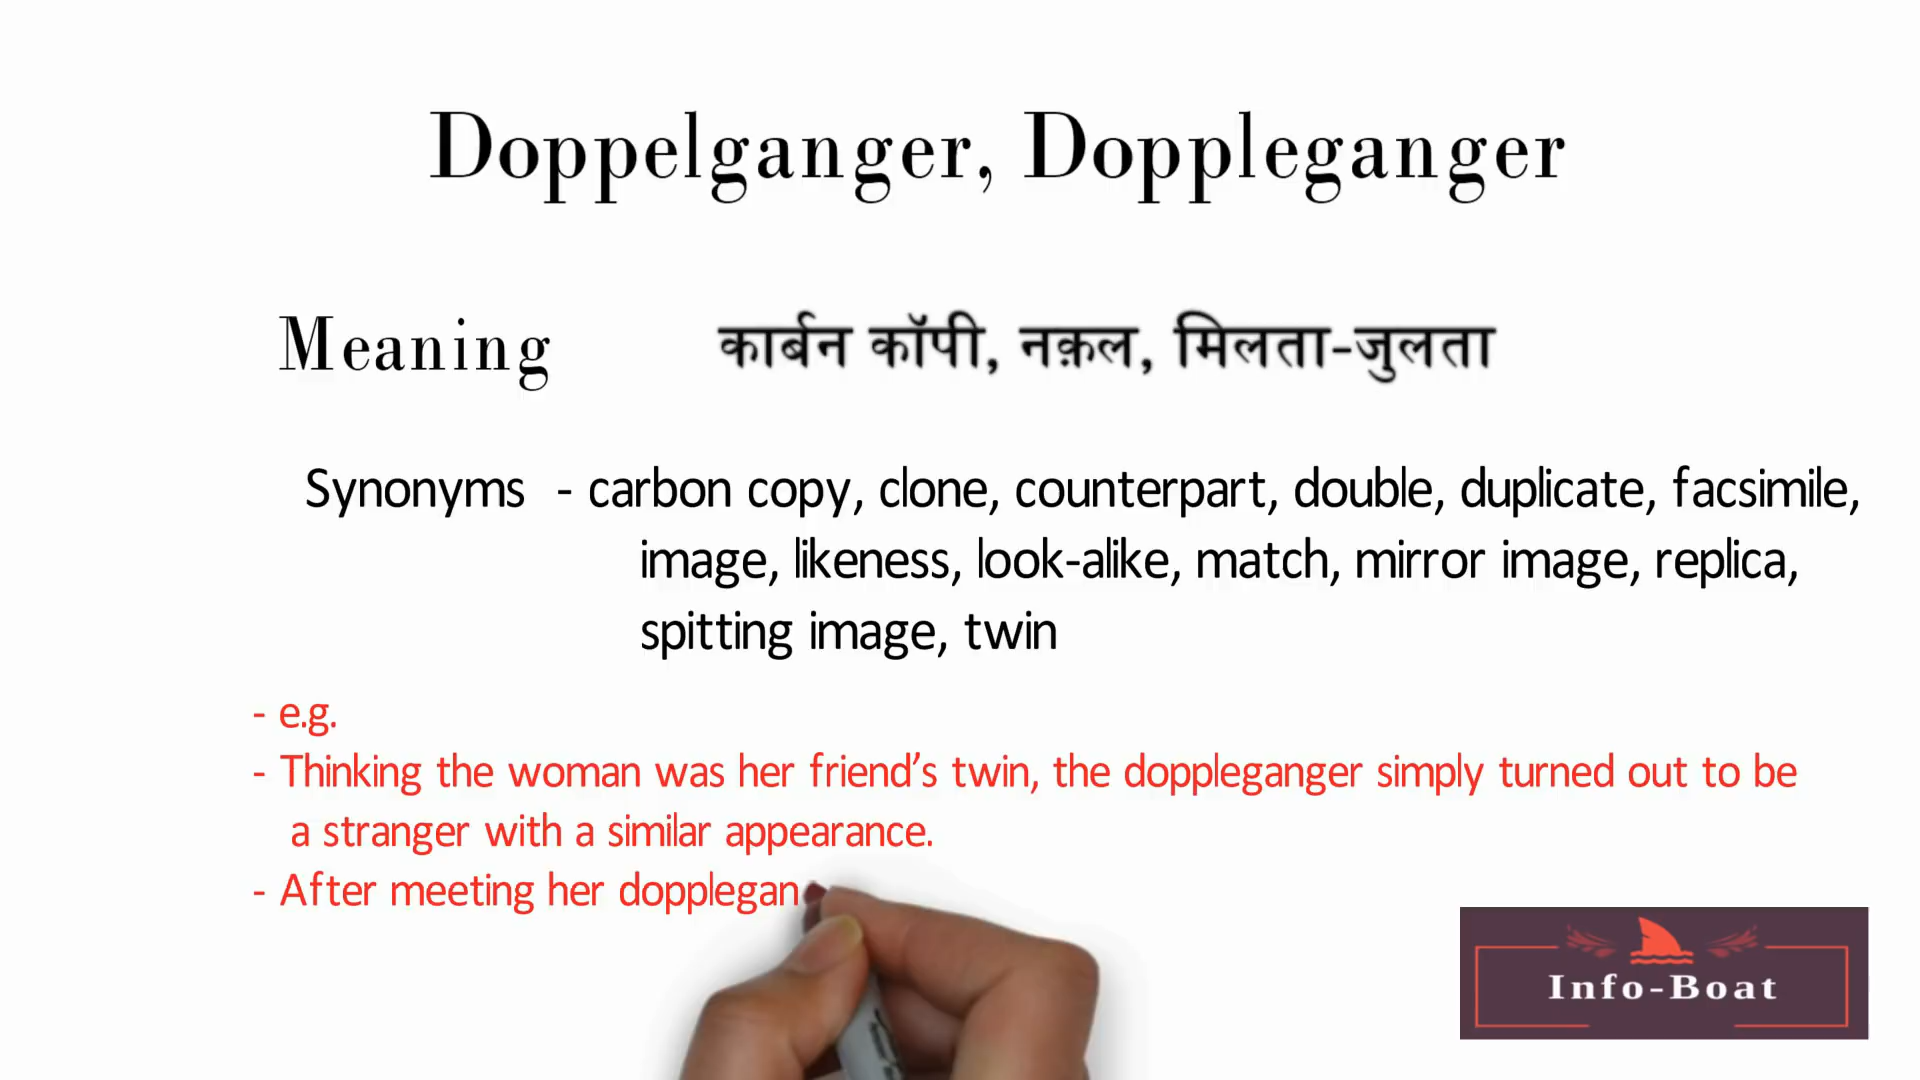 Doppelganger, Doppleganger
Meaning कार्बन कॉपी, नक़ल, मिलता-जुलता
Synonyms - carbon copy, clone, counterpart, double, duplicate, facsimile,
image, likeness, look-alike, match, mirror image, replica,
spitting image, twin
- e.g.
- Thinking the woman was her friend’s twin, the doppleganger simply turned out to be
a stranger with a similar appearance.
- After meeting her dopplegan
Info-Boat